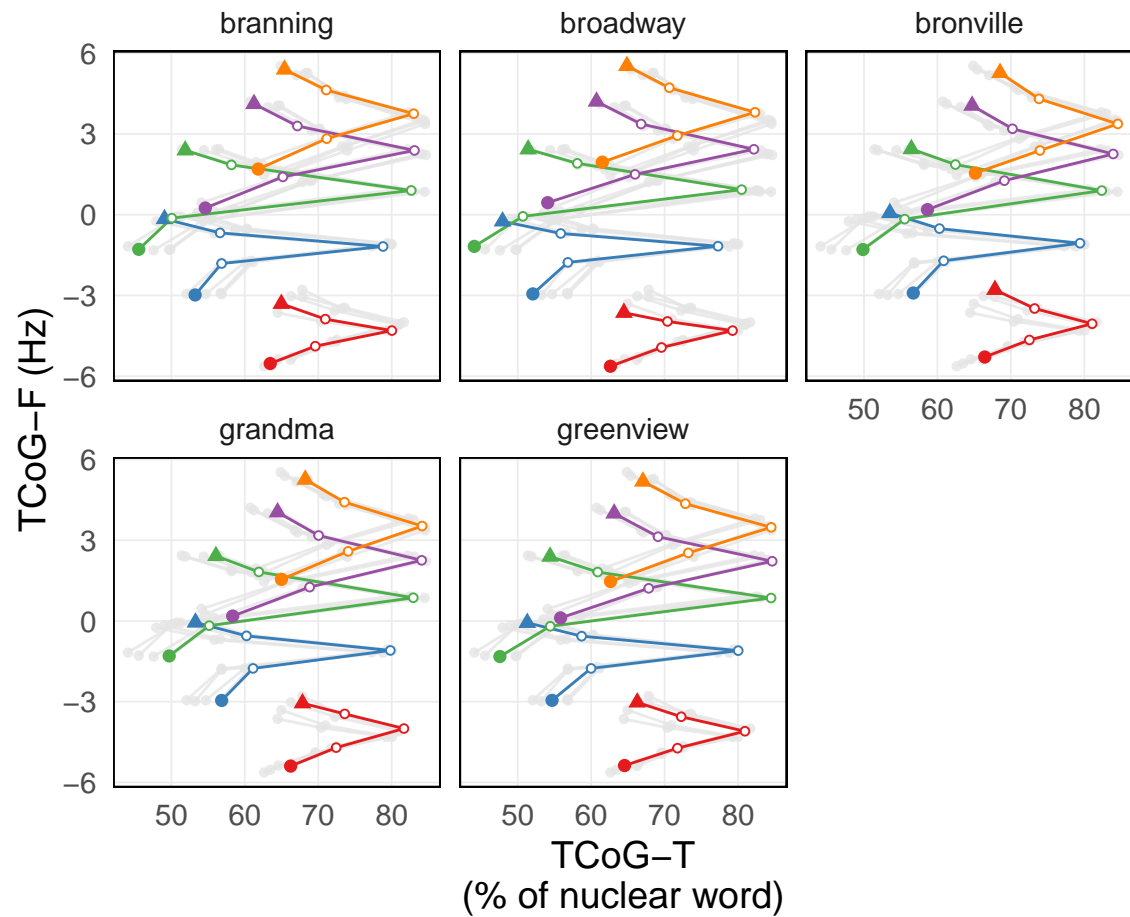 branning broadway bronville
6
3
0
−3
−6
50 60 70 80
grandma greenview
6
3
0
−3
−6
50 60 70 80 50 60 70 80
TCoG−F (Hz)
TCoG−T
(% of nuclear word)